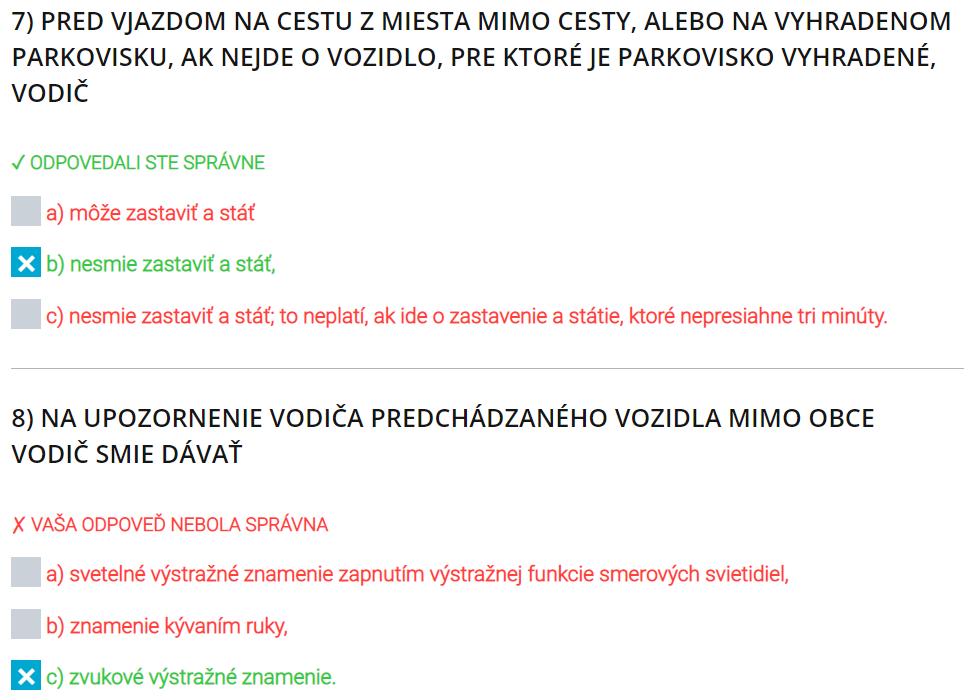 7) PRED VJAZDOM NA CESTU Z MIESTA MIMO CESTY, ALEBO NA VYHRADENOM
PARKOVISKU, AK NEJDE O VOZIDLO, PRE KTORÉ JE PARKOVISKO VYHRADENÉ,
VODIČ
✓ ODPOVEDALI STE SPRÁVNE
a) môže zastaviť a stáť
b) nesmie zastaviť a stáť,
c) nesmie zastaviť a stáť; to neplatí, ak ide o zastavenie a státie, ktoré nepresiahne tri minúty.
8) NA UPOZORNENIE VODIČA PREDCHÁDZANÉHO VOZIDLA MIMO OBCE
VODIČ SMIE DÁVAŤ
✗ VAŠA ODPOVEĎ NEBOLA SPRÁVNA
a) svetelné výstražné znamenie zapnutím výstražnej funkcie smerových svietidiel,
b) znamenie kývaním ruky,
c) zvukové výstražné znamenie.